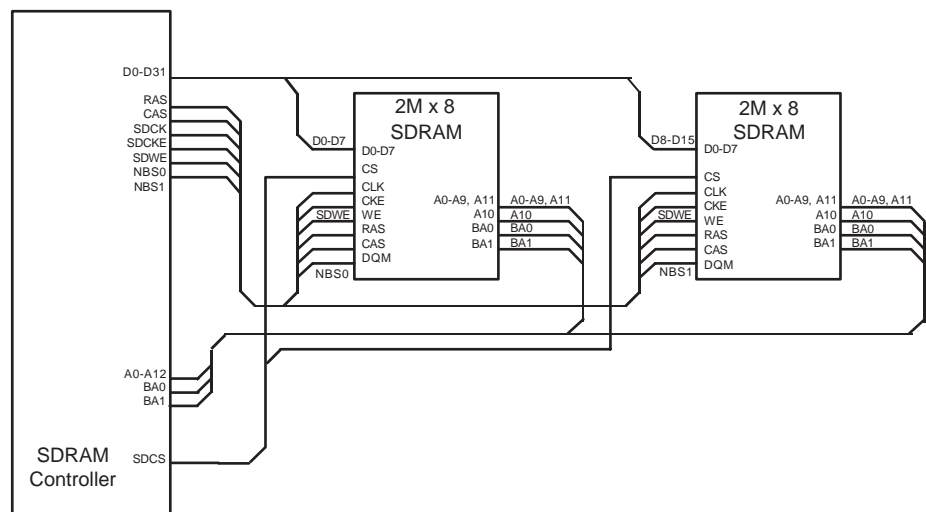 D0-D31
RAS
CAS
SDCK
SDCKE
SDWE
NBS0
NBS1
A0-A12
BA0
BA1
SDCS
SDRAM
Controller
2M x 8
SDRAM
D0-D7
D0-D7
CS
CLK
CKE
SDWE
WE
RAS
CAS
DQM
NBS0
A0-A9, A11
A0-A9, A11
A10
A10
BA0
BA0
BA1
BA1
2M x 8
SDRAM
D8-D15
D0-D7
CS
CLK
CKE
SDWE
WE
RAS
CAS
DQM
NBS1
A0-A9, A11
A0-A9, A11
A10
A10
BA0
BA0
BA1
BA1